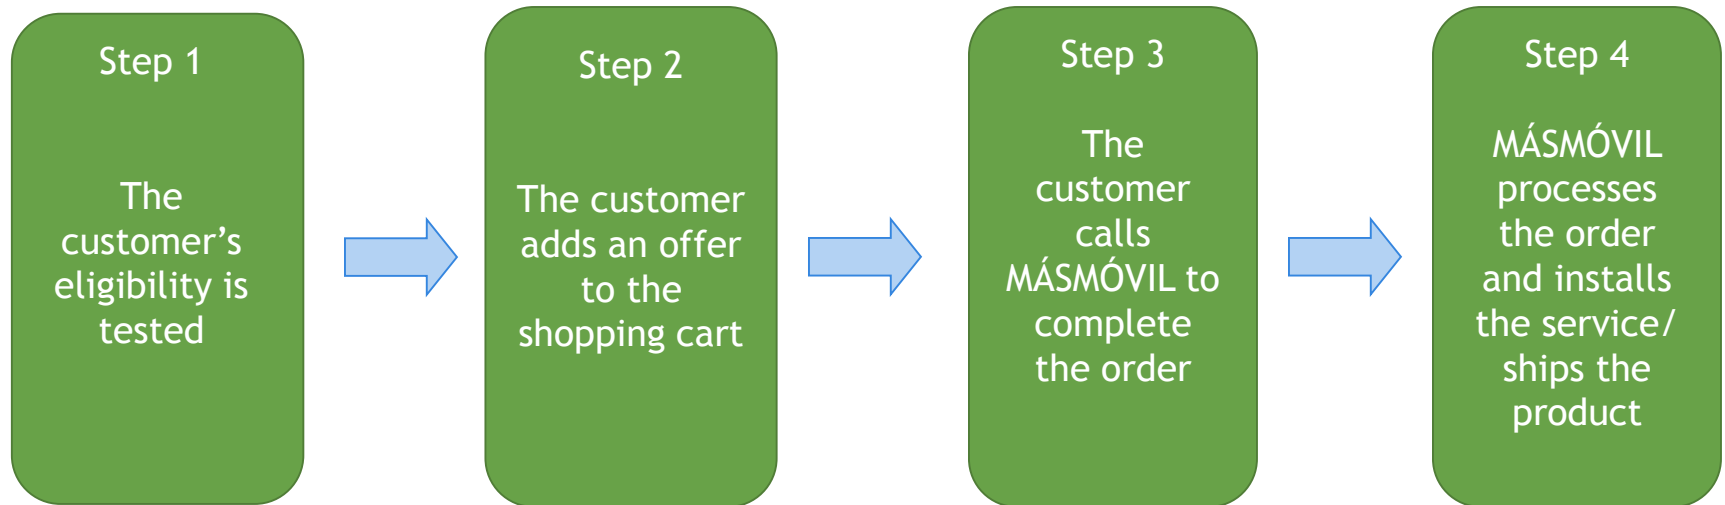 Step 1
The
customer’s
eligibility is
tested
Step 2
The customer
adds an offer
to the
shopping cart
Step 3
The
customer
calls
MÁSMÓVIL to
complete
the order
Step 4
MÁSMÓVIL
processes
the order
and installs
the service/
ships the
product